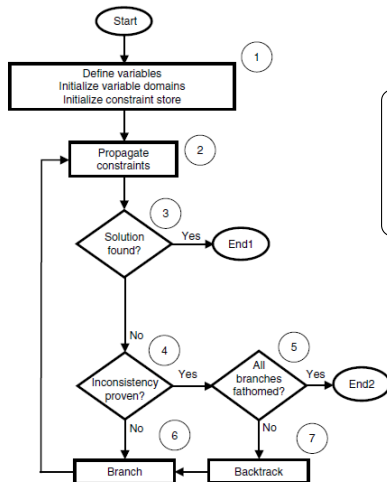 Start
1
Define variables
Initialize variable domains
Initialize constraint store
2
Propagate
constraints
3
Solution
found?
Yes
End1
No
4
Inconsistency
proven?
Yes
5
All
branches
fathomed?
Yes
End2
No
No
6
7
Branch
Backtrack